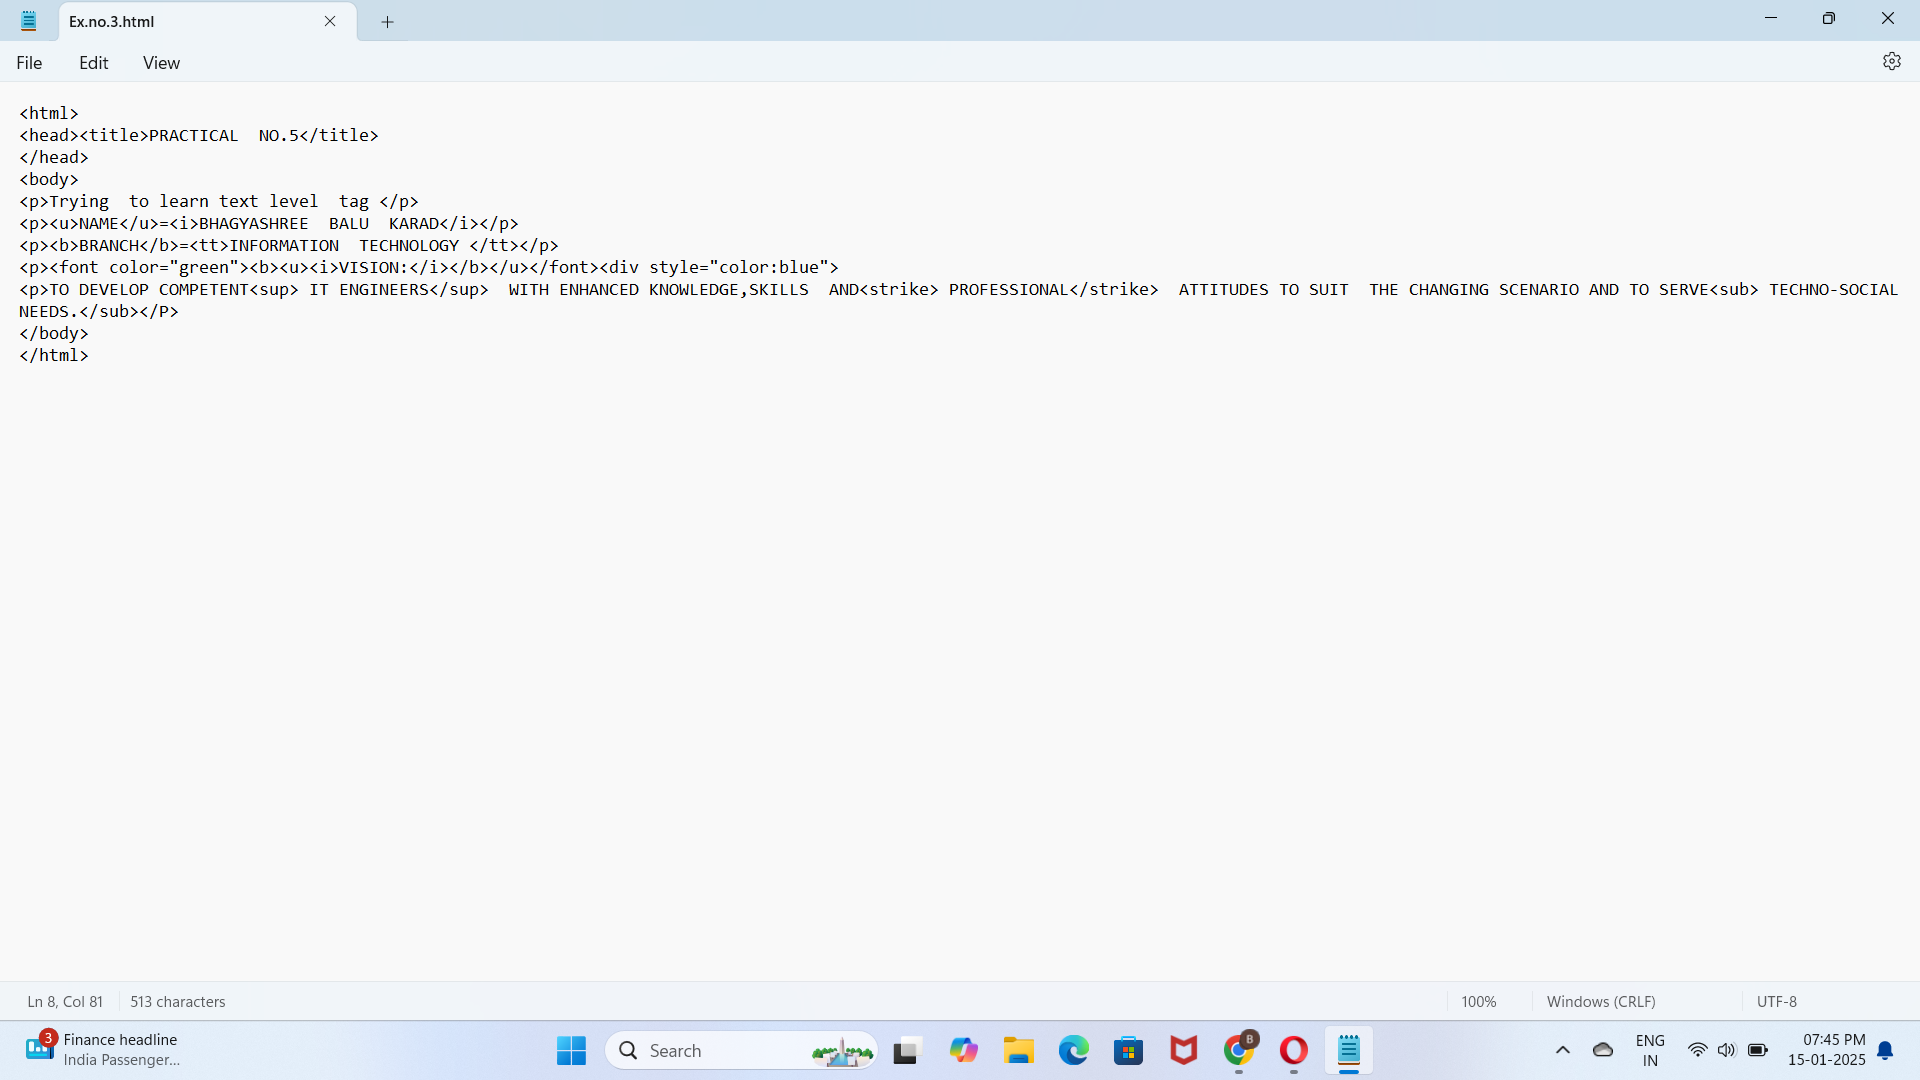 Ex.no.3.html
File Edit View
<html>
<head><title>PRACTICAL  NO.5</title>
</head>
<body>
<p>Trying  to learn text level  tag </p>
<p><u>NAME</u>=<i>BHAGYASHREE  BALU  KARAD</i></p>
<p><b>BRANCH</b>=<tt>INFORMATION  TECHNOLOGY </tt></p>
<p><font color="green"><b><u><i>VISION:</i></b></u></font><div style="color:blue">
<p>TO DEVELOP COMPETENT<sup> IT ENGINEERS</sup>  WITH ENHANCED KNOWLEDGE,SKILLS  AND<strike> PROFESSIONAL</strike>  ATTITUDES TO SUIT  THE CHANGING SCENARIO AND TO SERVE<sub> TECHNO-SOCIAL
NEEDS.</sub></P>
</body>
</html>
Ln 8, Col 81 513 characters 100% Windows (CRLF) UTF-8
3 Finance headline
India Passenger...
Search
B
ENG
IN
07:45 PM
15-01-2025